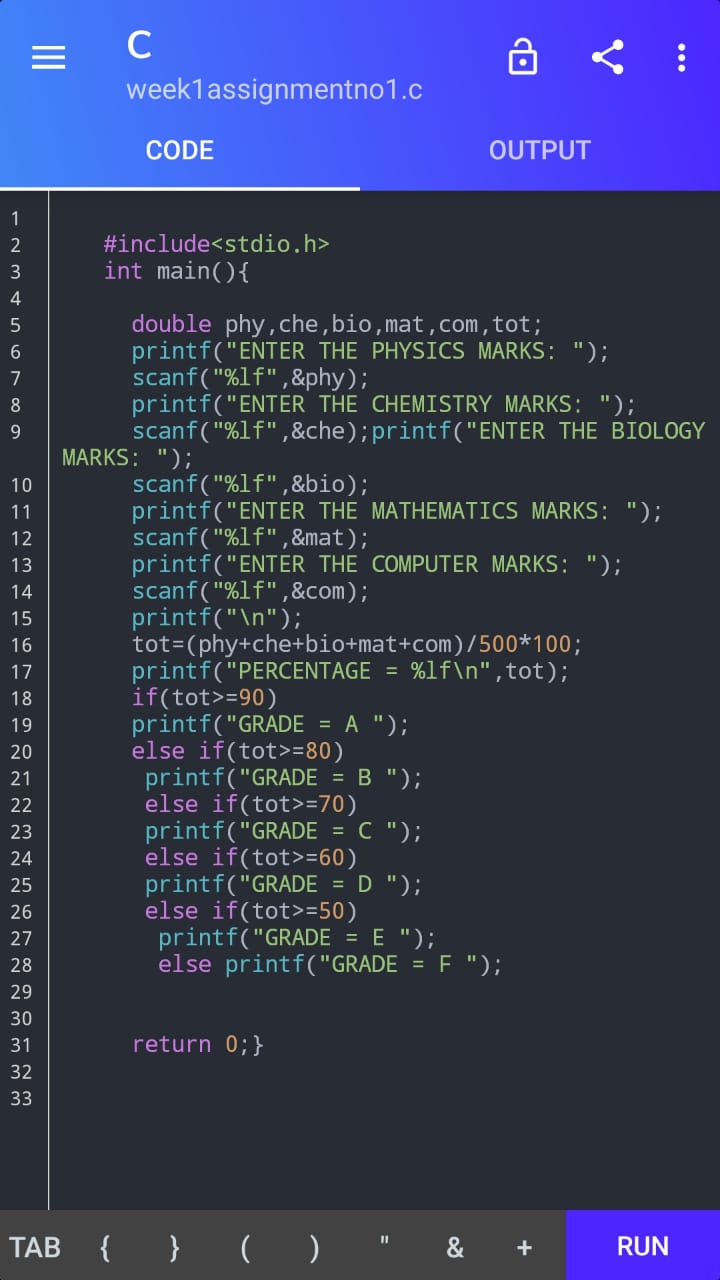 C
week1assignmentno1.c
CODE OUTPUT
1
2 #include<stdio.h>
3 int main(){
4
5 double phy,che,bio,mat,com,tot;
6 printf("ENTER THE PHYSICS MARKS: ");
7 scanf("%lf",&phy);
8 printf("ENTER THE CHEMISTRY MARKS: ");
9 scanf("%lf",&che);printf("ENTER THE BIOLOGY
MARKS: ");
10 scanf("%lf",&bio);
11 printf("ENTER THE MATHEMATICS MARKS: ");
12 scanf("%lf",&mat);
13 printf("ENTER THE COMPUTER MARKS: ");
14 scanf("%lf",&com);
15 printf("\n");
16 tot=(phy+che+bio+mat+com)/500*100;
17 printf("PERCENTAGE = %lf\n",tot);
18 if(tot>=90)
19 printf("GRADE = A ");
20 else if(tot>=80)
21 printf("GRADE = B ");
22 else if(tot>=70)
23 printf("GRADE = C ");
24 else if(tot>=60)
25 printf("GRADE = D ");
26 else if(tot>=50)
27 printf("GRADE = E ");
28 else printf("GRADE = F ");
29
30
31 return 0;}
32
33
TAB { } ( ) " & + RUN